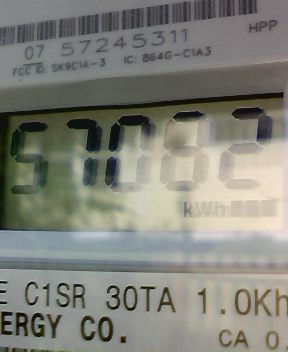 HPP
07 57245311
FCC ID: SK9C1A-3 IC: 864G-C1A3
57062
kWh
E C1SR 30TA 1.0Kh
ERGY CO.
CA 0.